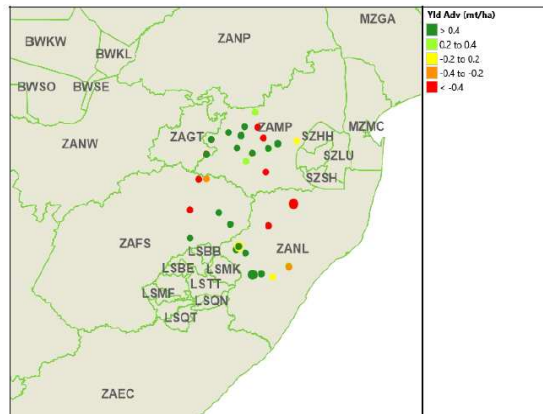 MZGA
ZANP
BWKW
BWKL
BWSO
BWSE
MZMC
ZAMP
SZHH
ZANW
ZAGT
SZLU
SZSH
ZAFS
ZANL
LSBB
LSBE
LSMK
LSTT
LSMF
LSQN
LSQT
ZAEC
Yld Adv (mt/ha)
> 0.4
0.2 to 0.4
-0.2 to 0.2
-0.4 to -0.2
< -0.4